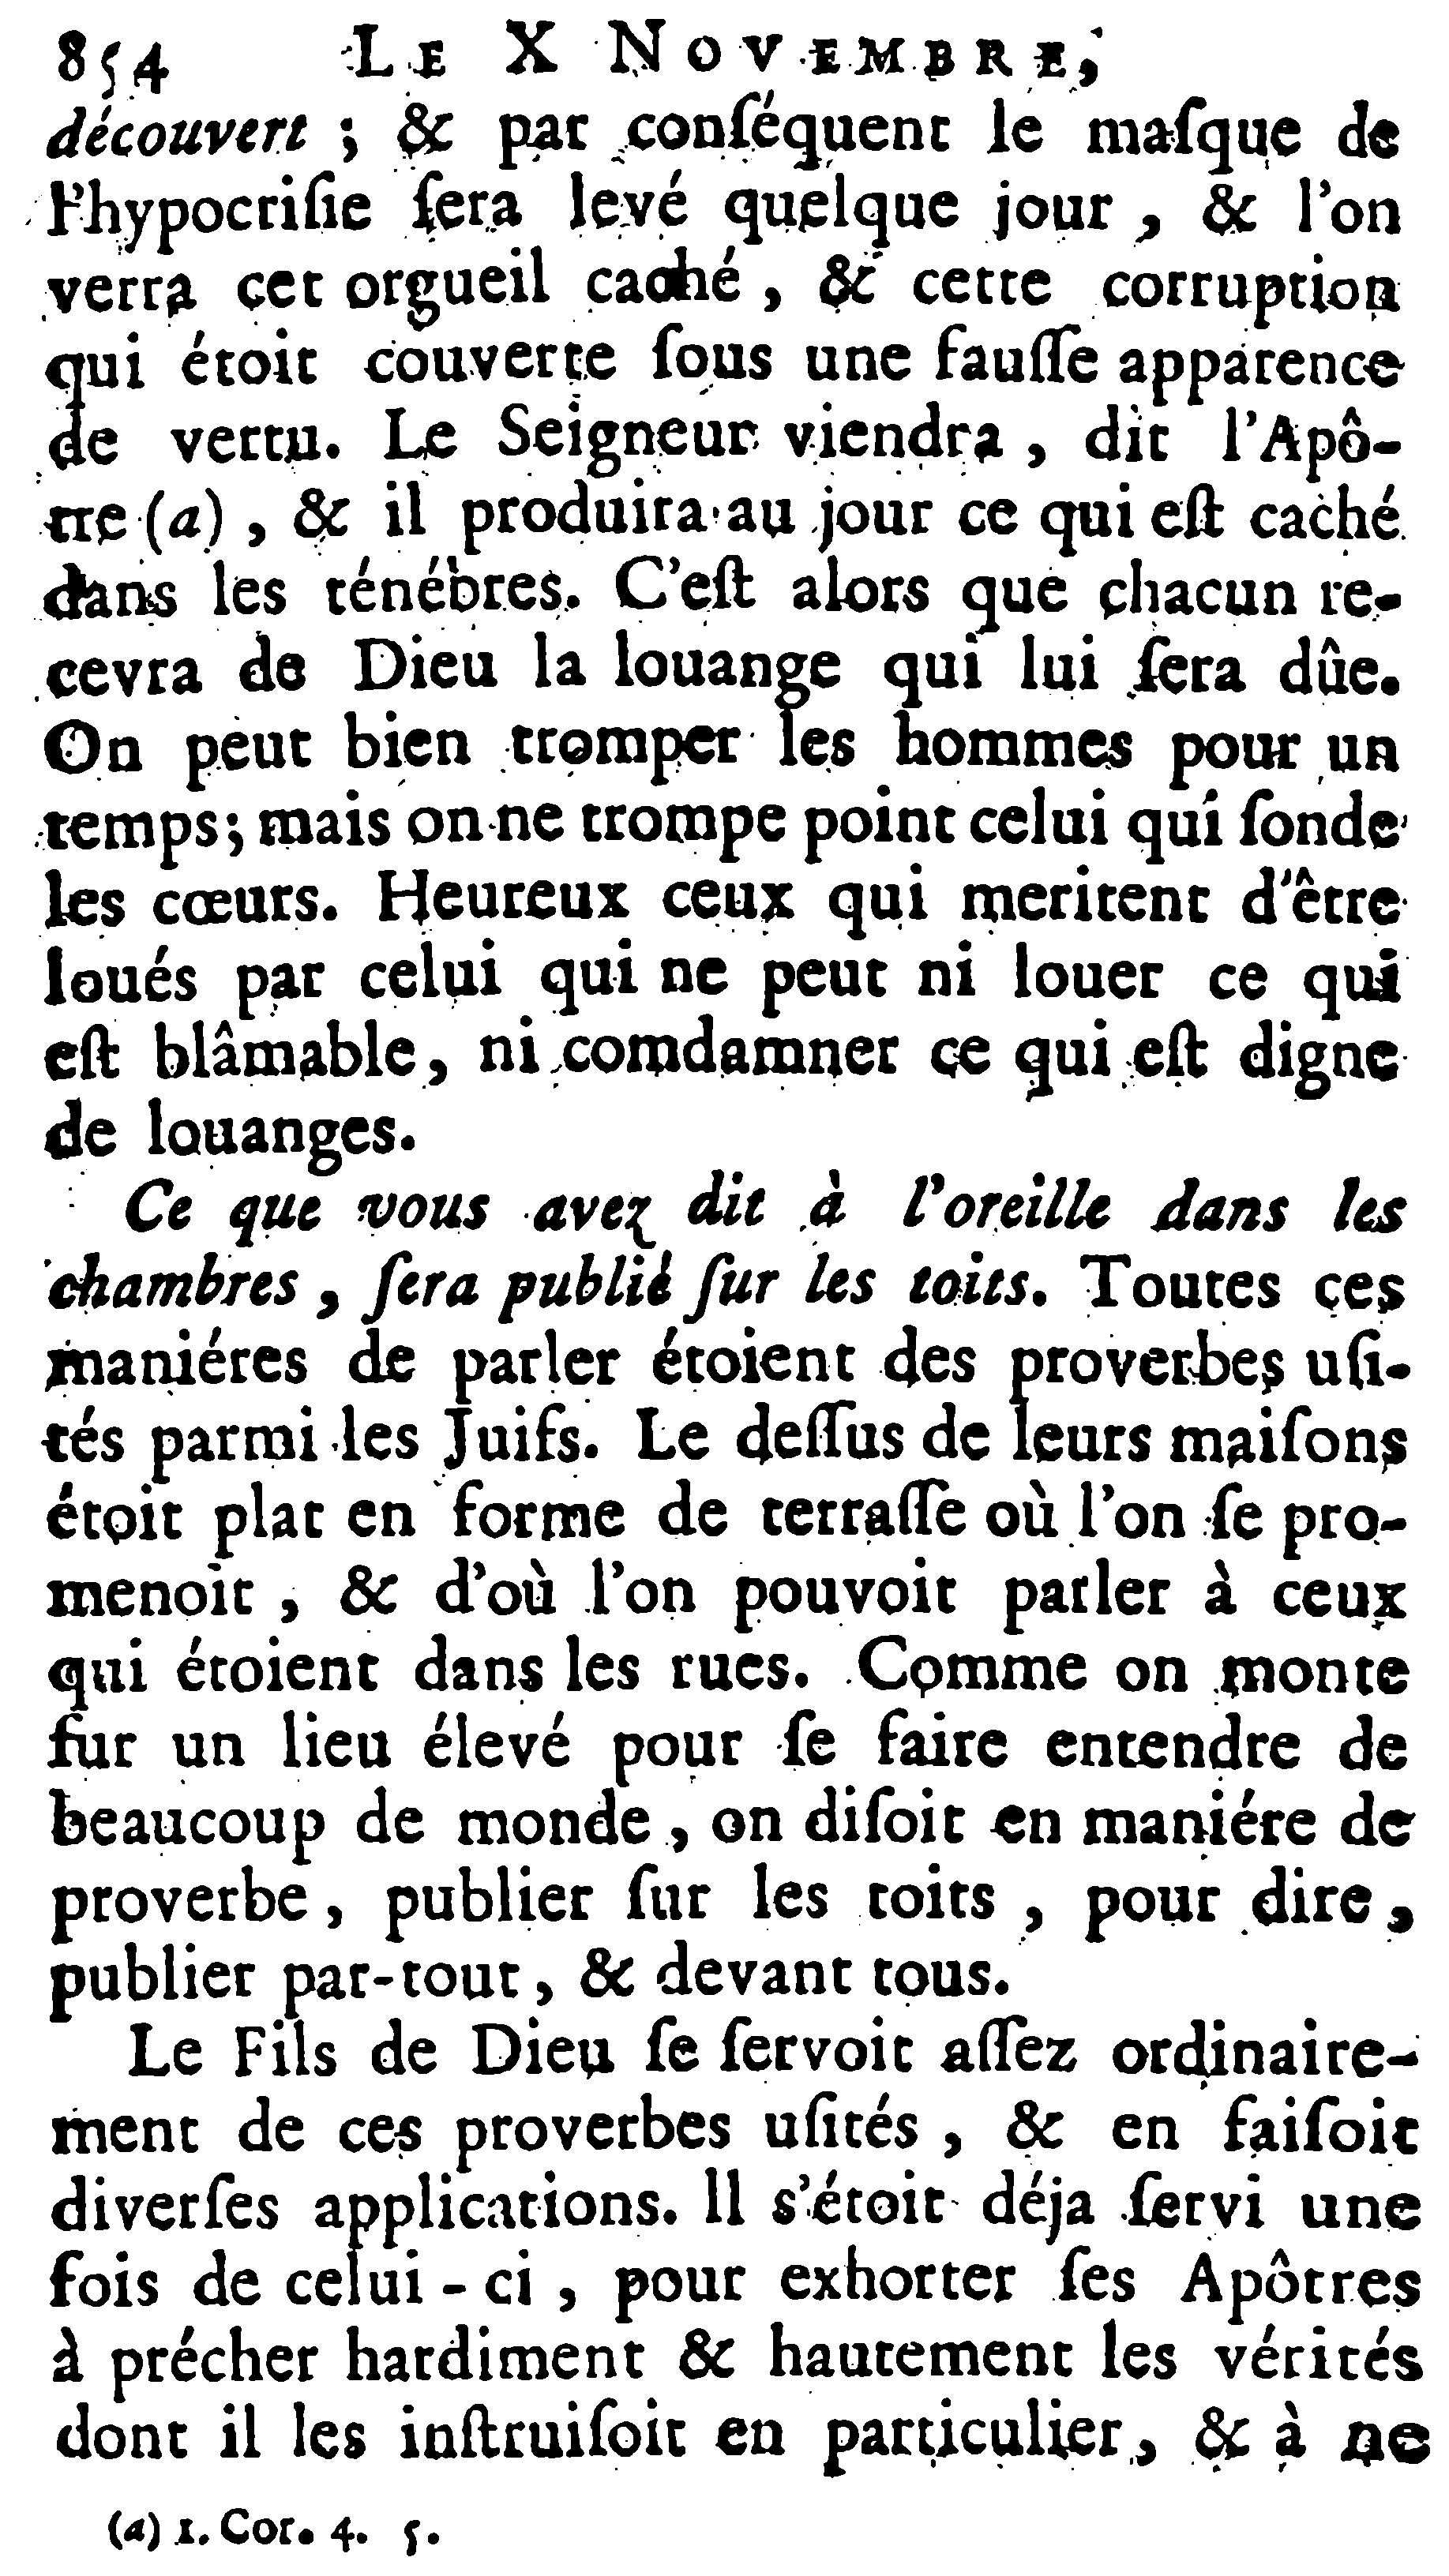 854 LE X NOVEMBRE,
découvert ; & par conſéquent le maſque de
l'hypocriſie ſera levé quelque jour , & l'on
verra cet orgueil caché , & cette corruption
qui étoit couverte ſous une fauſſe apparence
de vertu. Le Seigneur viendra , dit l'Apô-
tre (a) , & il produira au jour ce qui eſt caché
dans les ténébres. C'eſt alors que chacun re-
cevra de Dieu la louange qui lui ſera dûe.
On peut bien tromper les hommes pour un
temps ; mais on ne trompe point celui qui ſonde
les cœurs. Heureux ceux qui meritent d'être
loués par celui qui ne peut ni louer ce qui
eſt blâmable , ni comdamner ce qui eſt digne
de louanges.
Ce que vous avez dit à l'oreille dans les
chambres , ſera publié ſur les toits. Toutes ces
maniéres de parler étoient des proverbes uſi-
tés parmi les Juifs. Le deſſus de leurs maiſons
étoit plat en forme de terraſſe où l'on ſe pro-
menoit , & d'où l'on pouvoit parler à ceux
qui étoient dans les rues. Comme on monte
ſur un lieu élevé pour ſe faire entendre de
beaucoup de monde , on diſoit en maniére de
proverbe , publier ſur les toits , pour dire ,
publier par-tout , & devant tous.
Le Fils de Dieu ſe ſervoit aſſez ordinaire-
ment de ces proverbes uſités , & en faiſoit
diverſes applications. Il s'étoit déja ſervi une
fois de celui-ci , pour exhorter ſes Apôtres
à précher hardiment & hautement les vérités
dont il les inſtruiſoit en particulier , & à ne
(a) 1. Cor. 4. 5.